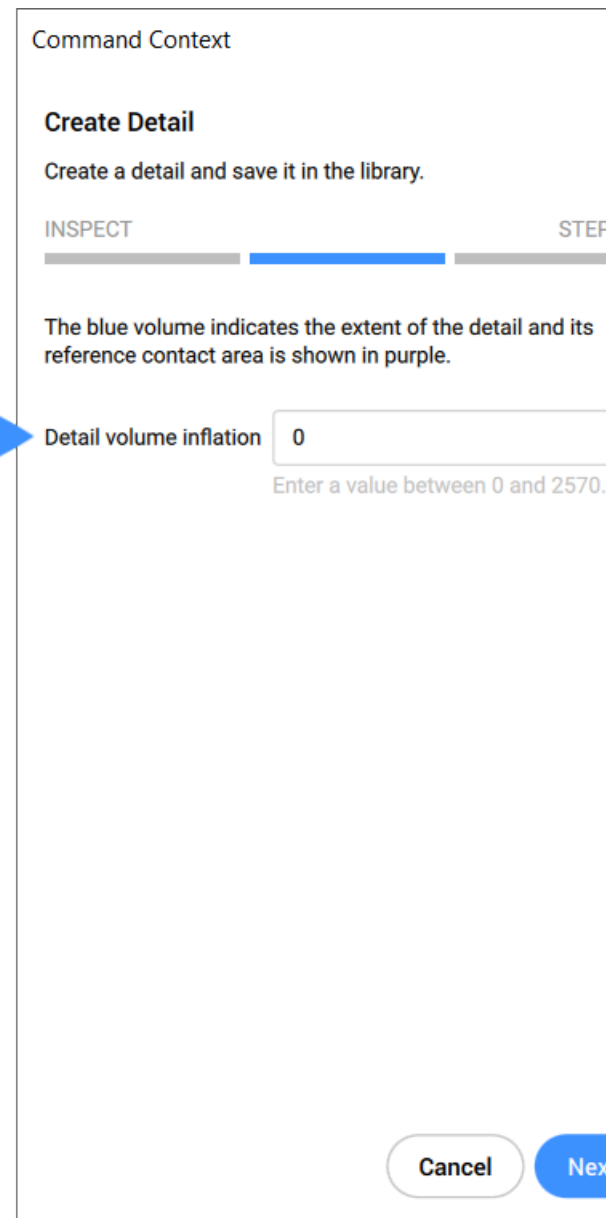 Command Context
Create Detail
Create a detail and save it in the library.
INSPECT STEP
The blue volume indicates the extent of the detail and its
reference contact area is shown in purple.
Detail volume inflation 0
Enter a value between 0 and 2570.
Cancel Nex